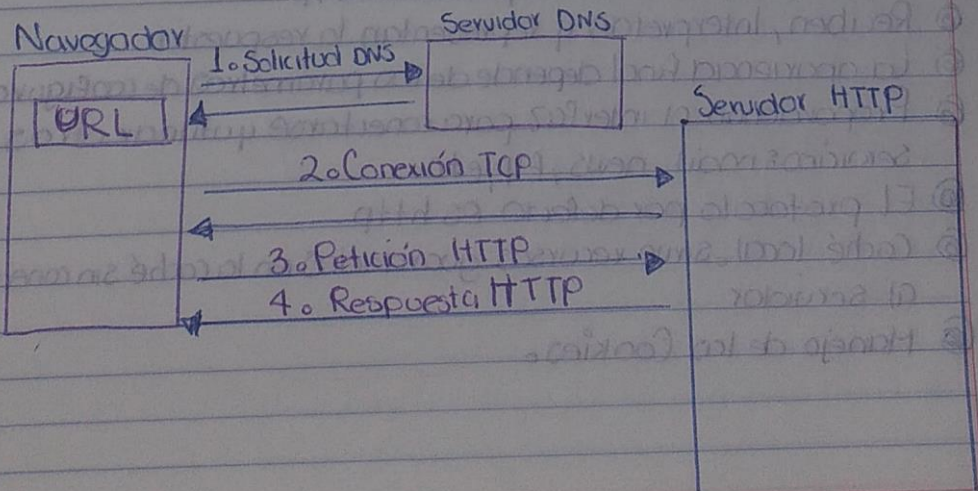 Navegador
Servidor DNS
1. Solicitud DNS
URL
Servidor HTTP
2. Conexión TCP
3. Petición HTTP
4. Respuesta HTTP